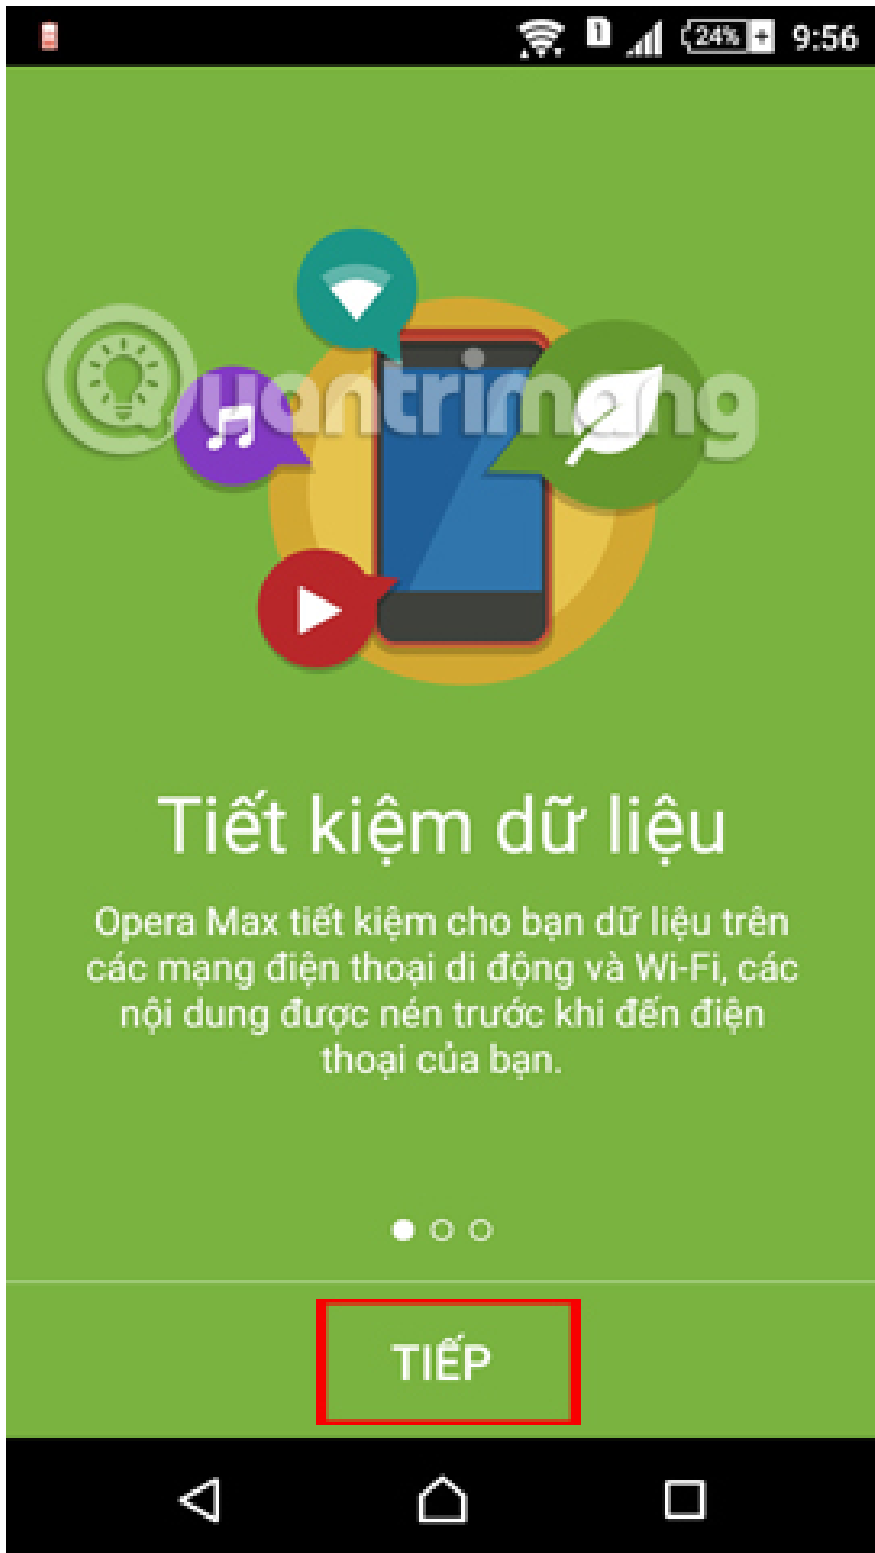 1 24% 9:56
Quantrimang
Tiết kiệm dữ liệu
Opera Max tiết kiệm cho bạn dữ liệu trên
các mạng điện thoại di động và Wi-Fi, các
nội dung được nén trước khi đến điện
thoại của bạn.
TIẾP